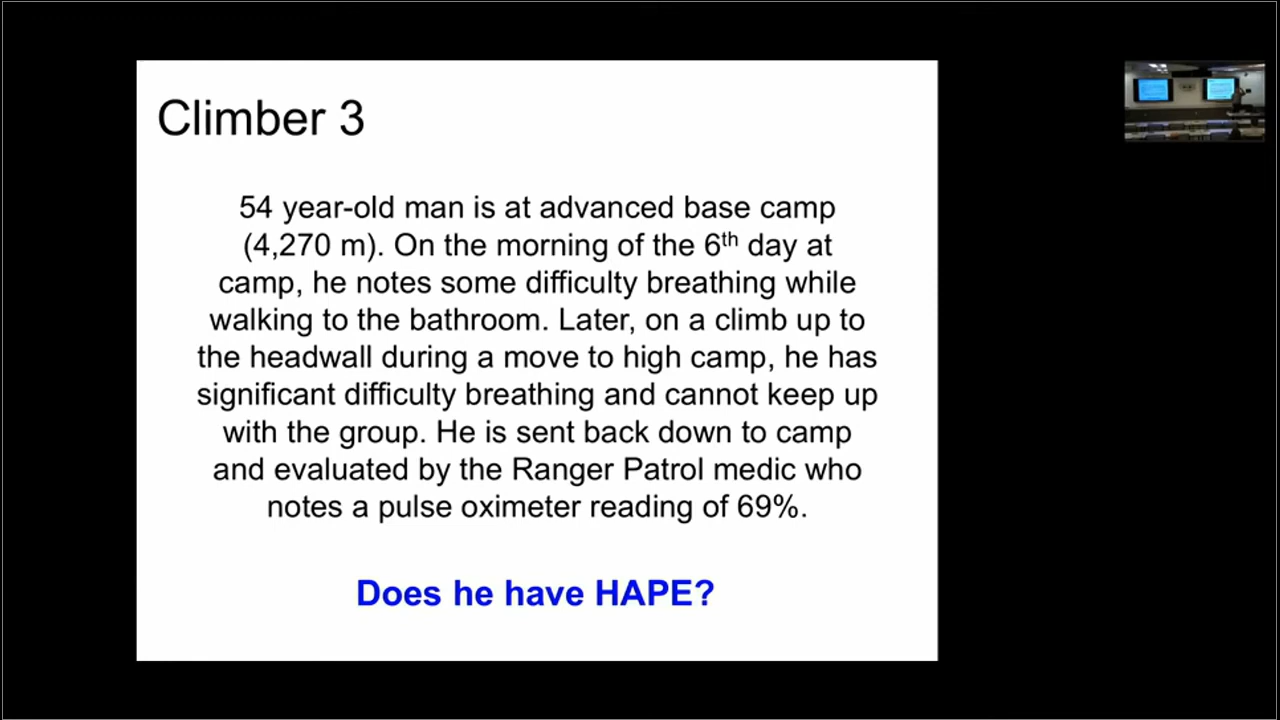 Climber 3
54 year-old man is at advanced base camp
(4,270 m). On the morning of the 6th day at
camp, he notes some difficulty breathing while
walking to the bathroom. Later, on a climb up to
the headwall during a move to high camp, he has
significant difficulty breathing and cannot keep up
with the group. He is sent back down to camp
and evaluated by the Ranger Patrol medic who
notes a pulse oximeter reading of 69%.
Does he have HAPE?